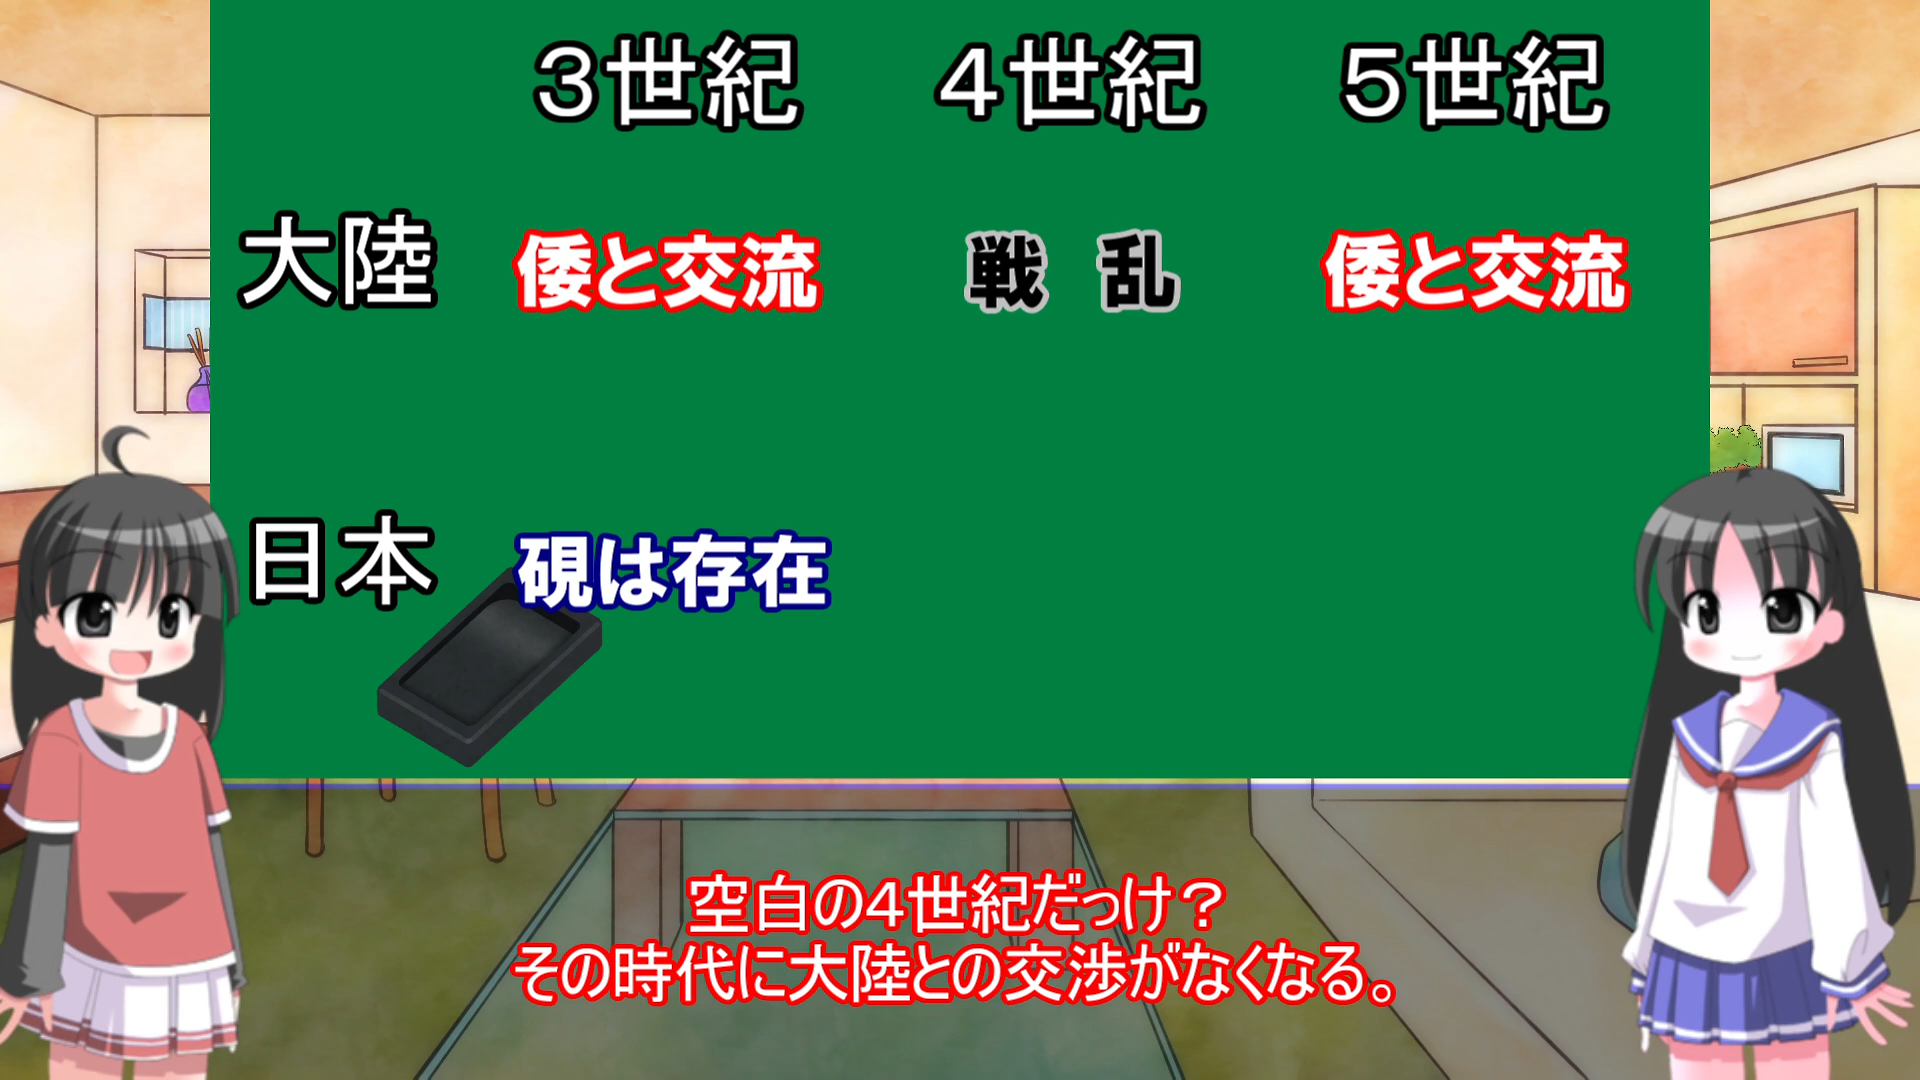 ３世紀 ４世紀 ５世紀
大陸 倭と交流 戦 乱 倭と交流
日本 硯は存在
空白の４世紀だっけ？
その時代に大陸との交渉がなくなる。